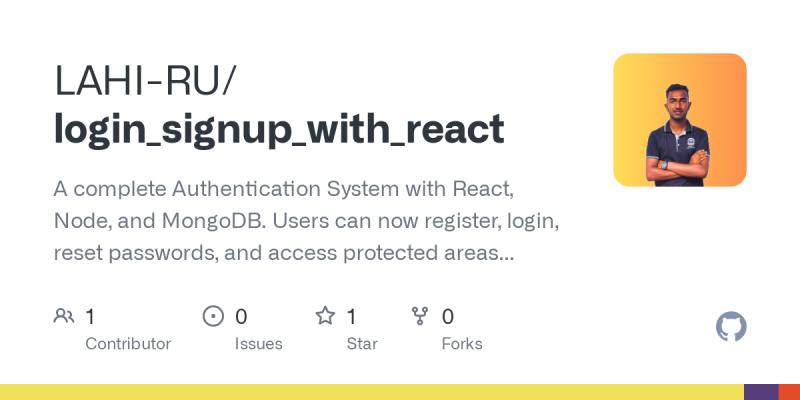 LAHI-RU/
login_signup_with_react
A complete Authentication System with React,
Node, and MongoDB. Users can now register, login,
reset passwords, and access protected areas...
1 0 1 0
Contributor Issues Star Forks